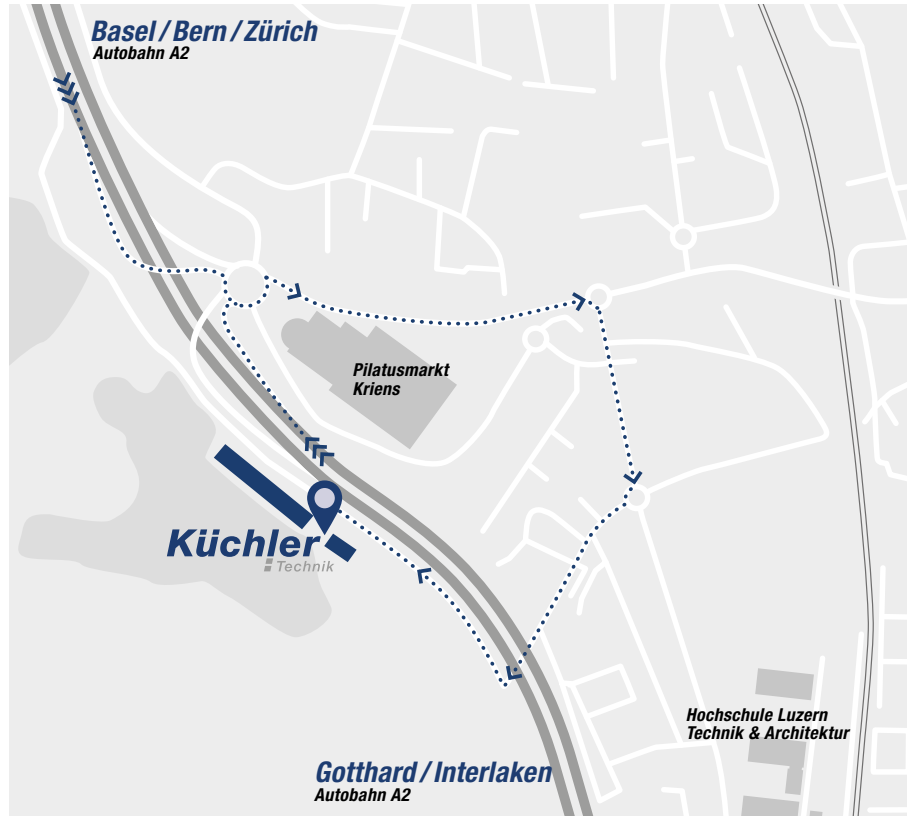 Basel / Bern / Zürich
Autobahn A2
Pilatusmarkt
Kriens
Küchler
Technik
Hochschule Luzern
Technik & Architektur
Gotthard / Interlaken
Autobahn A2